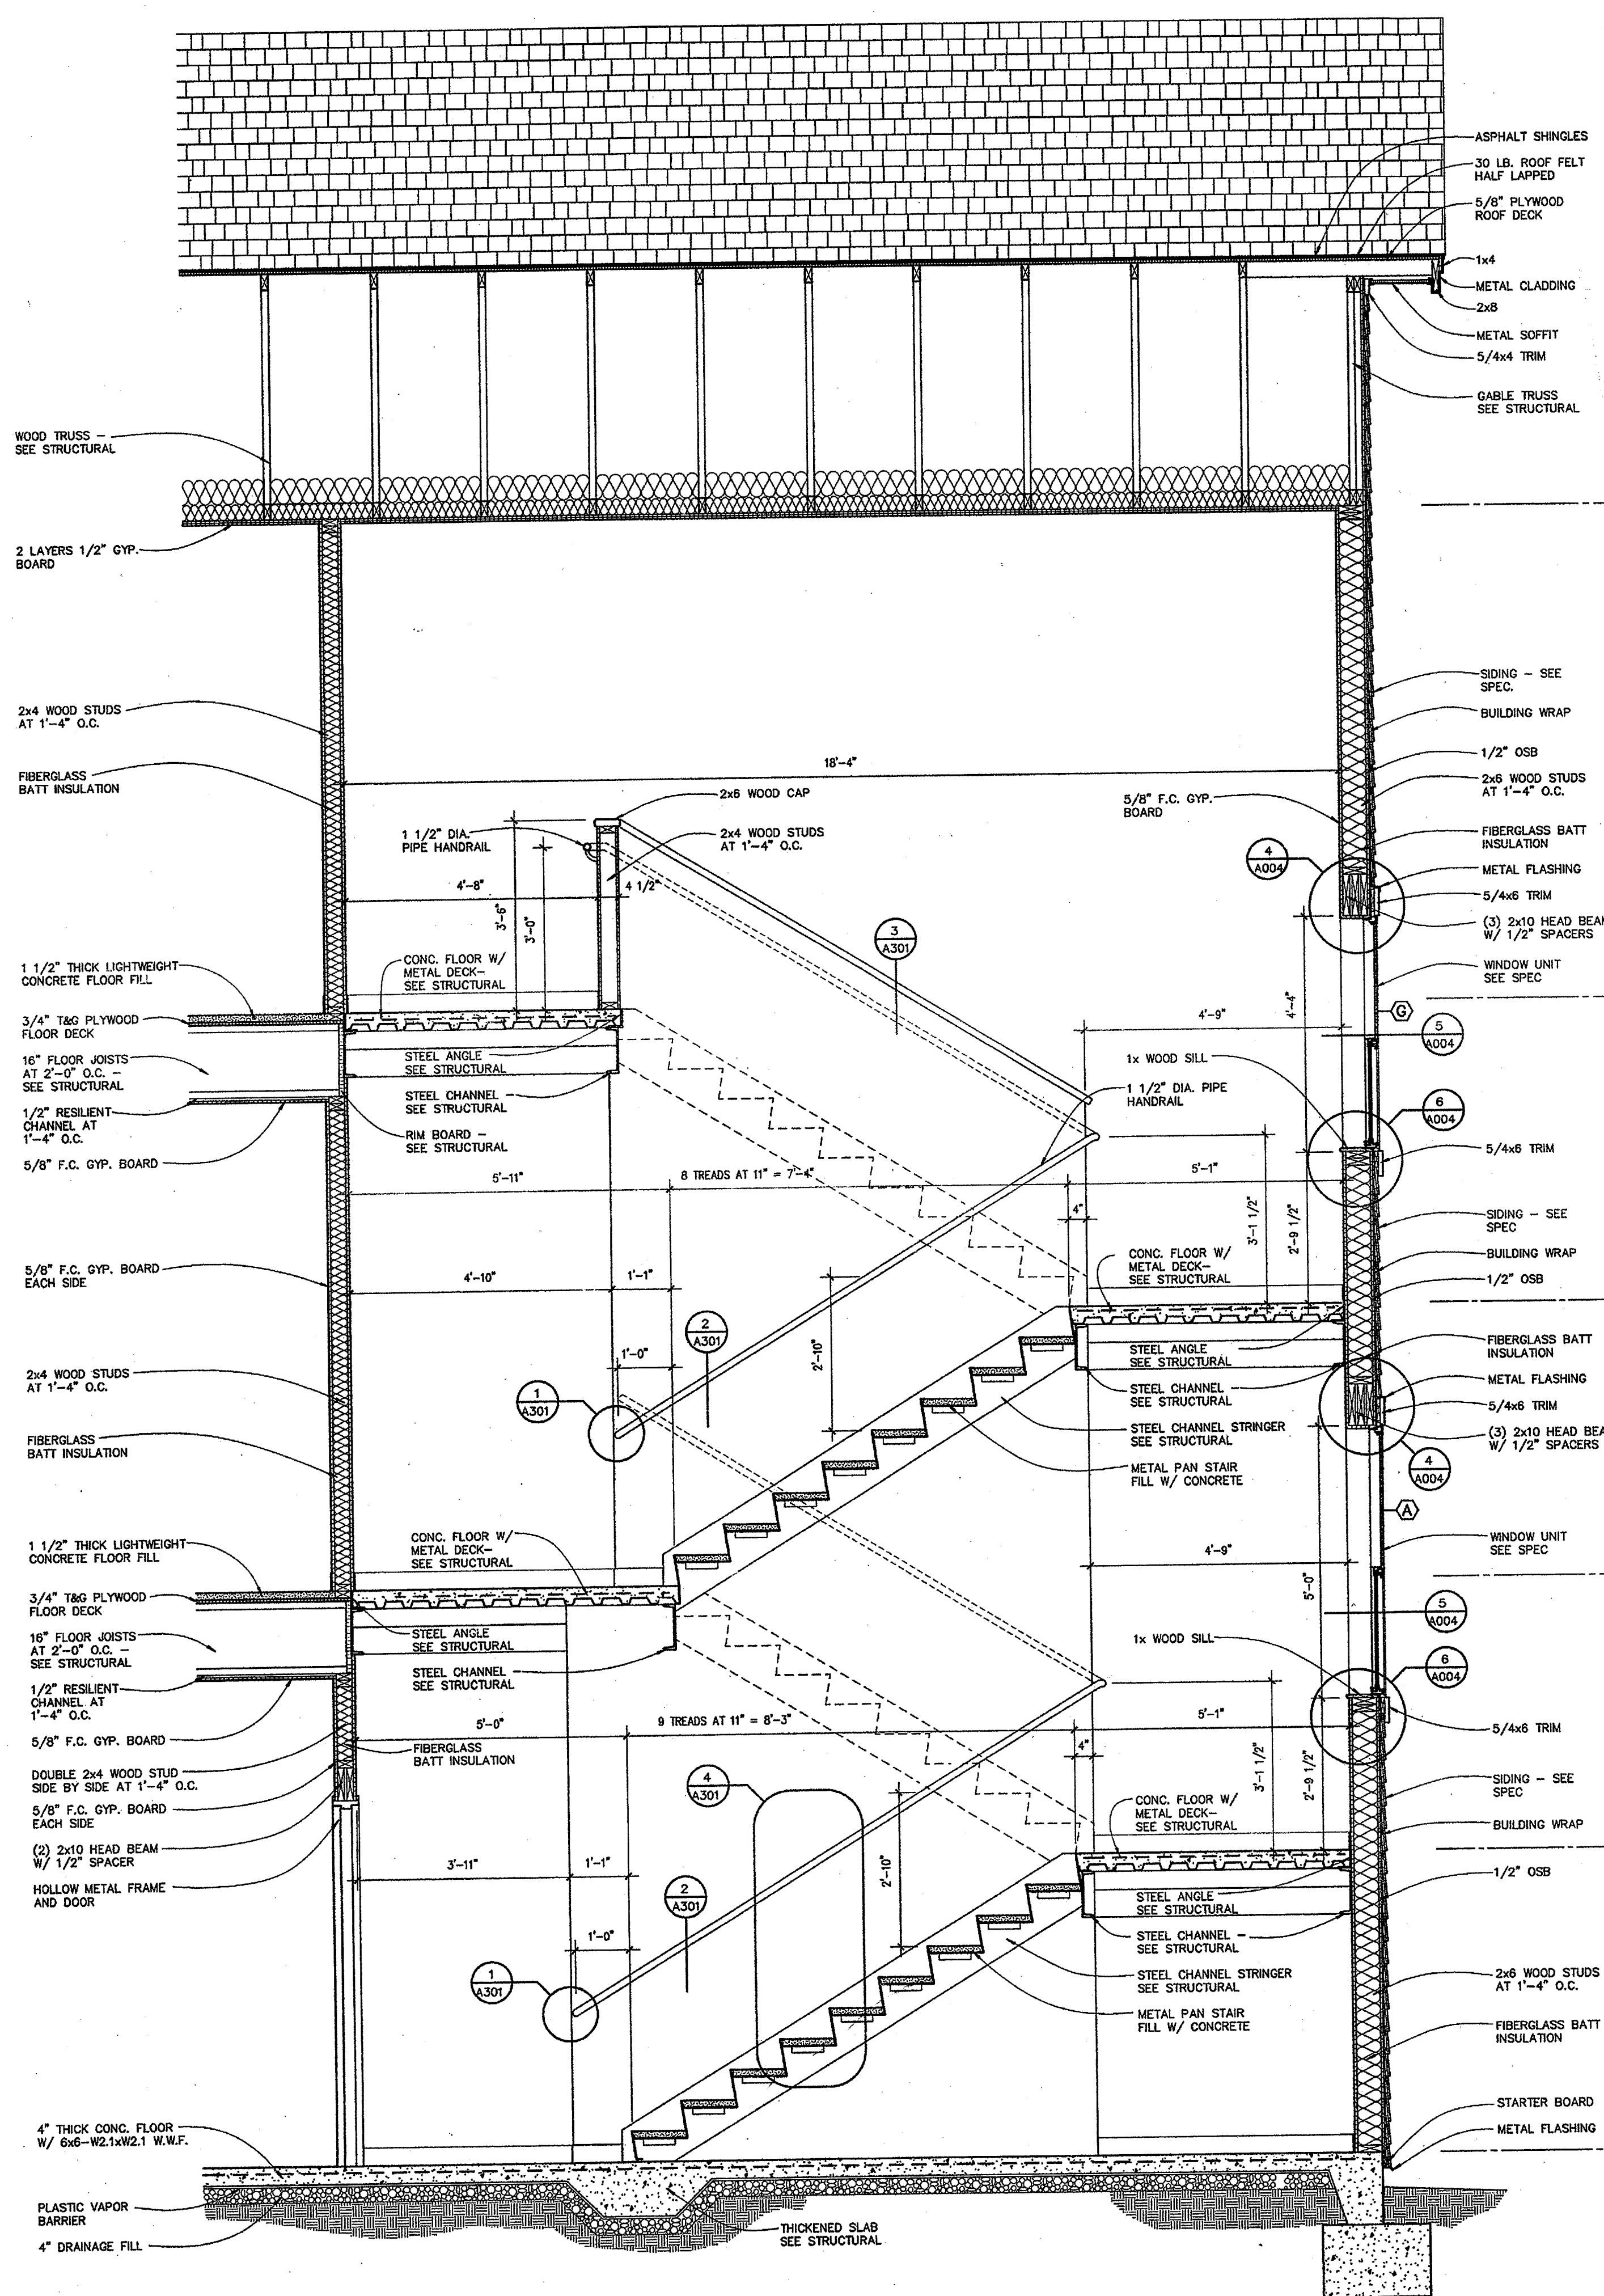 ASPHALT SHINGLES
30 LB. ROOF FELT
HALF LAPPED
5/8" PLYWOOD
ROOF DECK
1x4
METAL CLADDING
2x8
METAL SOFFIT
5/4x4 TRIM
GABLE TRUSS
SEE STRUCTURAL
WOOD TRUSS –
SEE STRUCTURAL
2 LAYERS 1/2" GYP.
BOARD
2x4 WOOD STUDS
AT 1'-4" O.C.
FIBERGLASS
BATT INSULATION
18'-4"
SIDING – SEE
SPEC.
BUILDING WRAP
1/2" OSB
2x6 WOOD STUDS
AT 1'-4" O.C.
5/8" F.C. GYP.
BOARD
FIBERGLASS BATT
INSULATION
METAL FLASHING
5/4x6 TRIM
(3) 2x10 HEAD BEAM
W/ 1/2" SPACERS
WINDOW UNIT
SEE SPEC
4
A004
2x6 WOOD CAP
1 1/2" DIA.
PIPE HANDRAIL
2x4 WOOD STUDS
AT 1'-4" O.C.
4'-8"
4 1/2"
3'-6"
3'-0"
3
A301
CONC. FLOOR W/
METAL DECK–
SEE STRUCTURAL
1 1/2" THICK LIGHTWEIGHT
CONCRETE FLOOR FILL
3/4" T&G PLYWOOD
FLOOR DECK
16" FLOOR JOISTS
AT 2'-0" O.C. –
SEE STRUCTURAL
1/2" RESILIENT
CHANNEL AT
1'-4" O.C.
5/8" F.C. GYP. BOARD
STEEL ANGLE
SEE STRUCTURAL
STEEL CHANNEL
SEE STRUCTURAL
RIM BOARD –
SEE STRUCTURAL
G
4'-9"
4'-4"
5
A004
1x WOOD SILL
1 1/2" DIA. PIPE
HANDRAIL
6
A004
5/4x6 TRIM
5'-11"
8 TREADS AT 11" = 7'-4"
5'-1"
4"
3'-1 1/2"
2'-9 1/2"
SIDING – SEE
SPEC
BUILDING WRAP
1/2" OSB
CONC. FLOOR W/
METAL DECK–
SEE STRUCTURAL
5/8" F.C. GYP. BOARD
EACH SIDE
4'-10"
1'-1"
2
A301
1'-0"
2'-10"
1
A301
STEEL ANGLE
SEE STRUCTURAL
STEEL CHANNEL –
SEE STRUCTURAL
STEEL CHANNEL STRINGER
SEE STRUCTURAL
METAL PAN STAIR
FILL W/ CONCRETE
FIBERGLASS BATT
INSULATION
METAL FLASHING
5/4x6 TRIM
(3) 2x10 HEAD BEA
W/ 1/2" SPACERS
4
A004
A
WINDOW UNIT
SEE SPEC
2x4 WOOD STUDS
AT 1'-4" O.C.
FIBERGLASS
BATT INSULATION
1 1/2" THICK LIGHTWEIGHT
CONCRETE FLOOR FILL
3/4" T&G PLYWOOD
FLOOR DECK
16" FLOOR JOISTS
AT 2'-0" O.C. –
SEE STRUCTURAL
1/2" RESILIENT
CHANNEL AT
1'-4" O.C.
5/8" F.C. GYP. BOARD
DOUBLE 2x4 WOOD STUD
SIDE BY SIDE AT 1'-4" O.C.
5/8" F.C. GYP. BOARD
EACH SIDE
(2) 2x10 HEAD BEAM
W/ 1/2" SPACER
HOLLOW METAL FRAME
AND DOOR
CONC. FLOOR W/
METAL DECK–
SEE STRUCTURAL
STEEL ANGLE
SEE STRUCTURAL
STEEL CHANNEL
SEE STRUCTURAL
4'-9"
5'-0"
5
A004
1x WOOD SILL
6
A004
5/4x6 TRIM
5'-0"
9 TREADS AT 11" = 8'-3"
5'-1"
4"
3'-1 1/2"
2'-9 1/2"
FIBERGLASS
BATT INSULATION
4
A301
SIDING – SEE
SPEC
BUILDING WRAP
1/2" OSB
CONC. FLOOR W/
METAL DECK–
SEE STRUCTURAL
3'-11"
1'-1"
2
A301
2'-10"
1'-0"
1
A301
STEEL ANGLE
SEE STRUCTURAL
STEEL CHANNEL –
SEE STRUCTURAL
STEEL CHANNEL STRINGER
SEE STRUCTURAL
METAL PAN STAIR
FILL W/ CONCRETE
2x6 WOOD STUDS
AT 1'-4" O.C.
FIBERGLASS BATT
INSULATION
STARTER BOARD
METAL FLASHING
4" THICK CONC. FLOOR
W/ 6x6–W2.1xW2.1 W.W.F.
PLASTIC VAPOR
BARRIER
4" DRAINAGE FILL
THICKENED SLAB
SEE STRUCTURAL